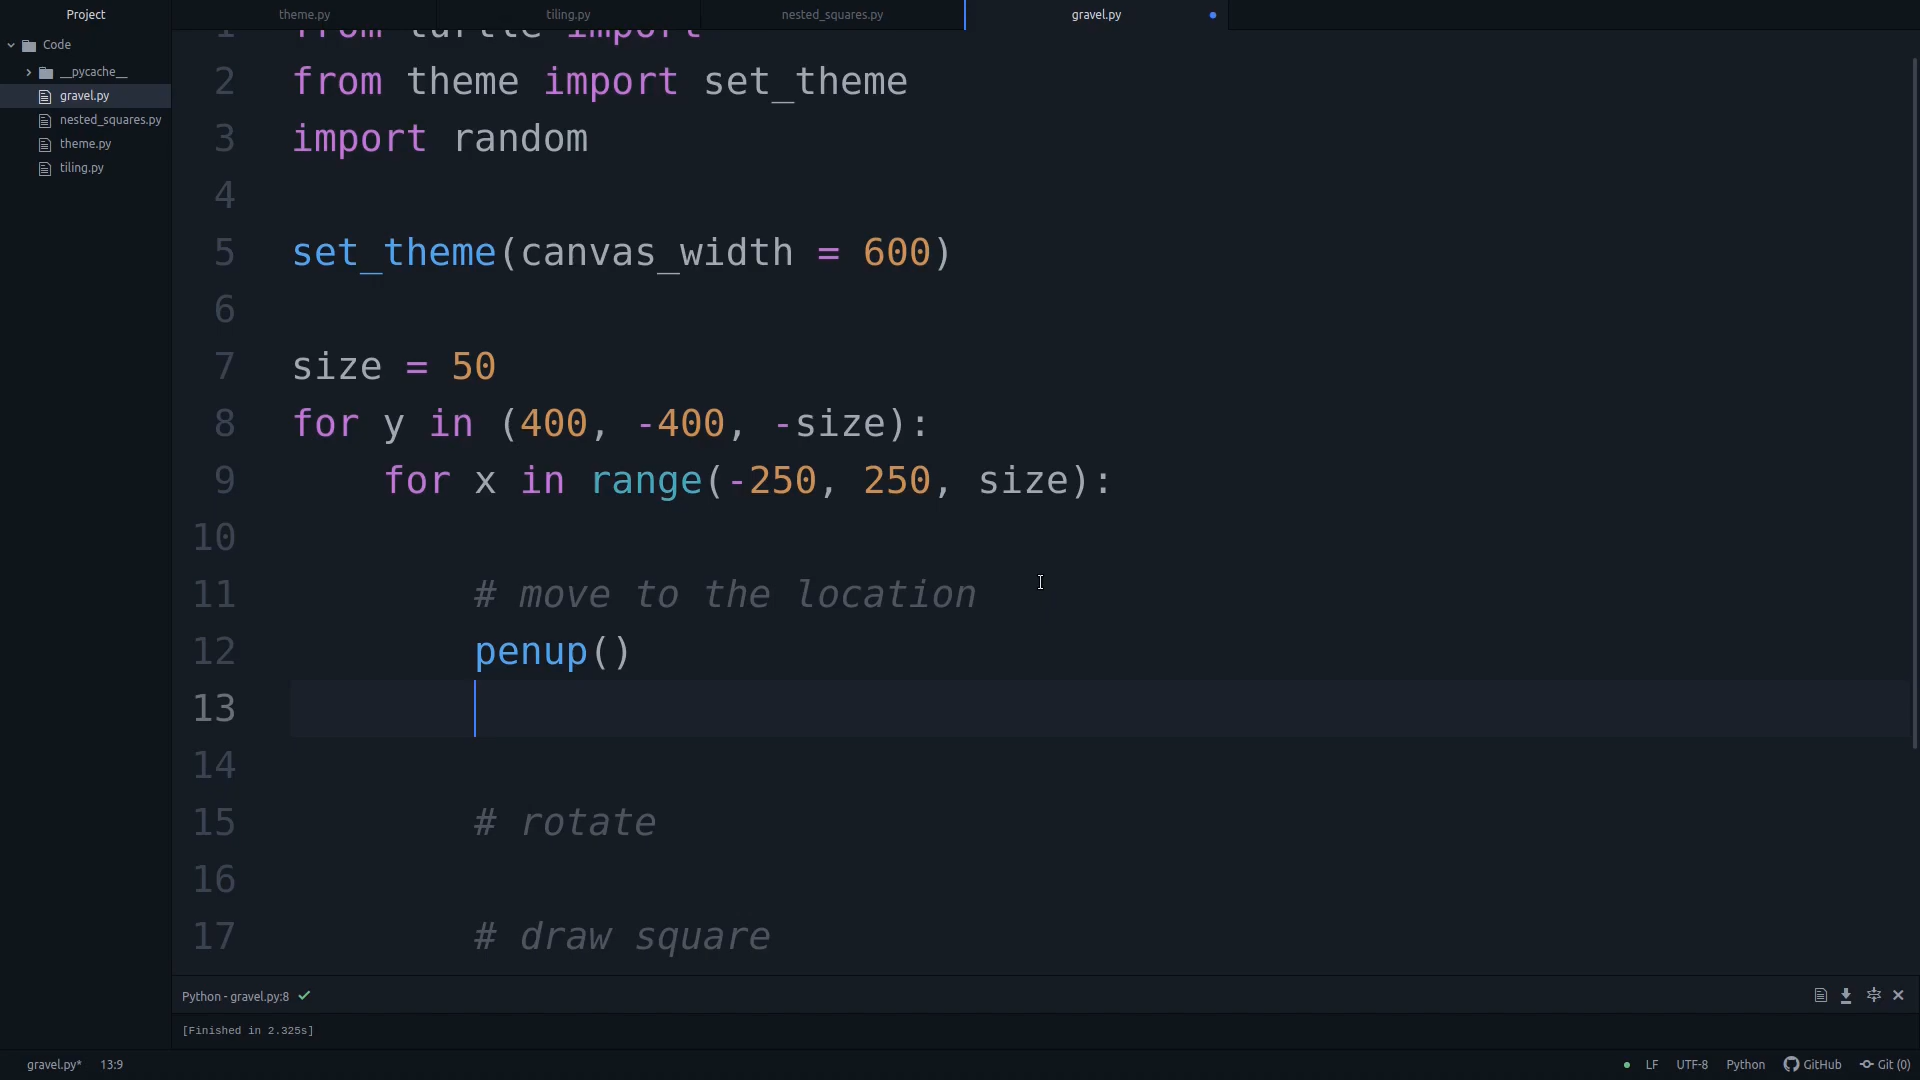 Project
theme.py
tiling.py
nested_squares.py
gravel.py
Code
__pycache__
gravel.py
nested_squares.py
theme.py
tiling.py
1 from turtle import
2 from theme import set_theme
3 import random
4
5 set_theme(canvas_width = 600)
6
7 size = 50
8 for y in (400, -400, -size):
9 for x in range(-250, 250, size):
10
11 # move to the location
12 penup()
13
14
15 # rotate
16
17 # draw square
Python - gravel.py:8
[Finished in 2.325s]
gravel.py* 13:9
LF UTF-8 Python GitHub Git (0)